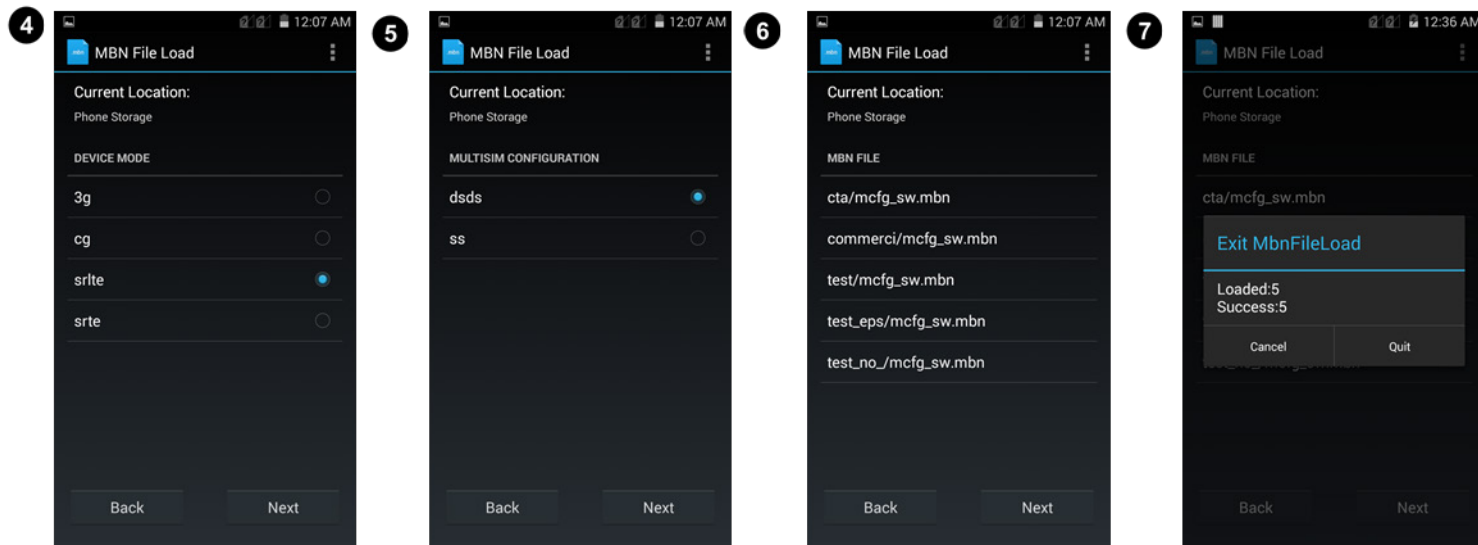 4
12:07 AM
mbn MBN File Load
Current Location:
Phone Storage
DEVICE MODE
3g
cg
srlte
srte
Back Next
5
12:07 AM
mbn MBN File Load
Current Location:
Phone Storage
MULTISIM CONFIGURATION
dsds
ss
Back Next
6
12:07 AM
mbn MBN File Load
Current Location:
Phone Storage
MBN FILE
cta/mcfg_sw.mbn
commerci/mcfg_sw.mbn
test/mcfg_sw.mbn
test_eps/mcfg_sw.mbn
test_no_/mcfg_sw.mbn
Back Next
7
12:36 AM
MBN File Load
Current Location:
Phone Storage
MBN FILE
cta/mcfg_sw.mbn
Exit MbnFileLoad
Loaded:5
Success:5
Cancel Quit
Back Next